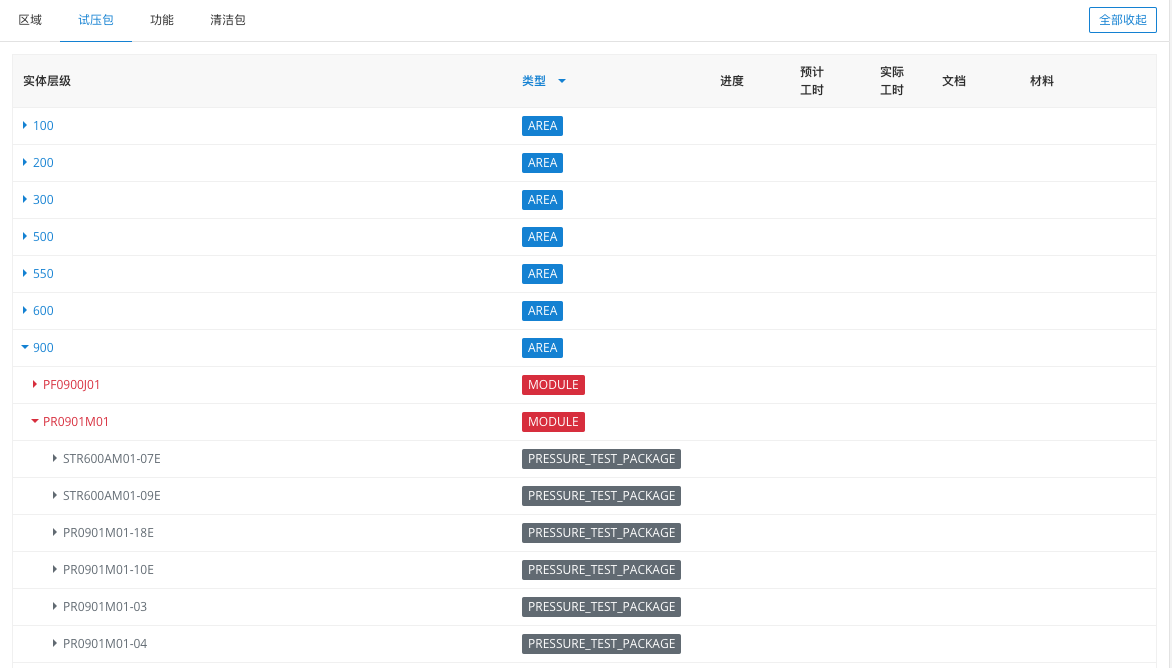 区域 试压包 功能 清洁包 全部收起
实体层级 类型 进度 预计工时 实际工时 文档 材料
100 AREA
200 AREA
300 AREA
500 AREA
550 AREA
600 AREA
900 AREA
PF0900J01 MODULE
PR0901M01 MODULE
STR600AM01-07E PRESSURE_TEST_PACKAGE
STR600AM01-09E PRESSURE_TEST_PACKAGE
PR0901M01-18E PRESSURE_TEST_PACKAGE
PR0901M01-10E PRESSURE_TEST_PACKAGE
PR0901M01-03 PRESSURE_TEST_PACKAGE
PR0901M01-04 PRESSURE_TEST_PACKAGE